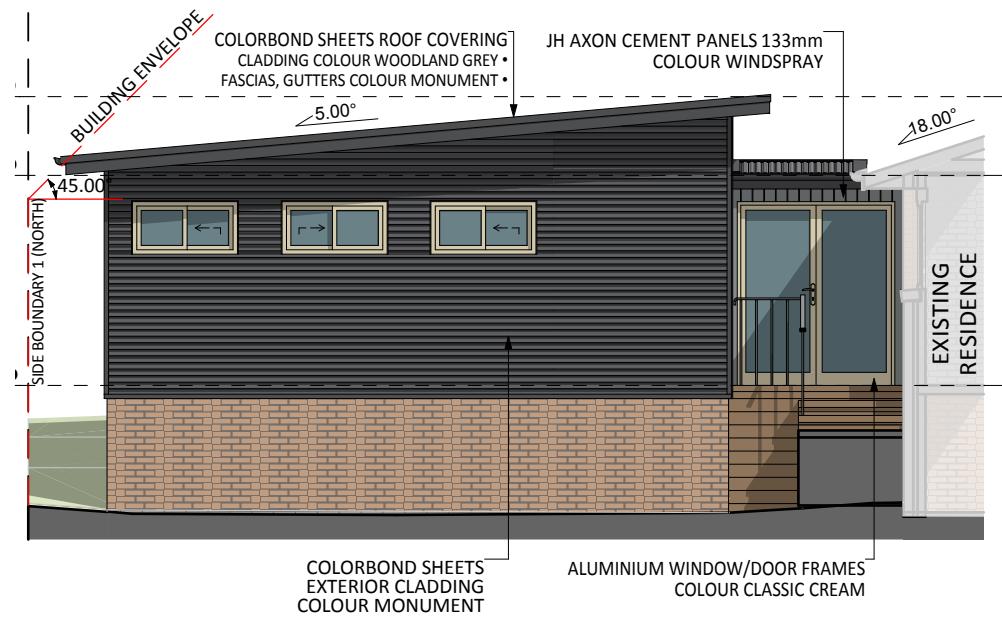 BUILDING ENVELOPE
COLORBOND SHEETS ROOF COVERING
CLADDING COLOUR WOODLAND GREY •
FASCIAS, GUTTERS COLOUR MONUMENT •
JH AXON CEMENT PANELS 133mm
COLOUR WINDSPRAY
5.00°
18.00°
45.00°
SIDE BOUNDARY 1 (NORTH)
EXISTING
RESIDENCE
COLORBOND SHEETS
EXTERIOR CLADDING
COLOUR MONUMENT
ALUMINIUM WINDOW/DOOR FRAMES
COLOUR CLASSIC CREAM